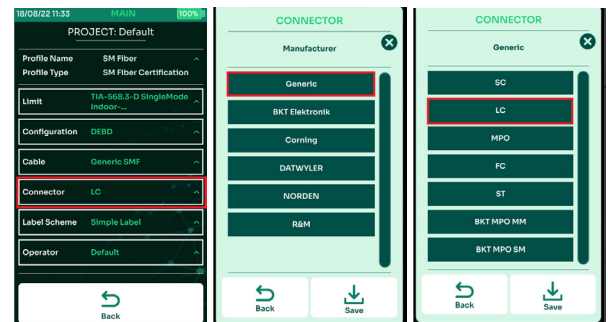 18/08/22 11:33 MAIN 100%
PROJECT: Default
Profile Name SM Fiber
Profile Type SM Fiber Certification
Limit TIA-568.3-D SingleMode Indoor-...
Configuration DEBD
Cable Generic SMF
Connector LC
Label Scheme Simple Label
Operator Default
Back
CONNECTOR
Manufacturer
Generic
BKT Elektronik
Corning
DATWYLER
NORDEN
R&M
Back Save
CONNECTOR
Generic
SC
LC
MPO
FC
ST
BKT MPO MM
BKT MPO SM
Back Save